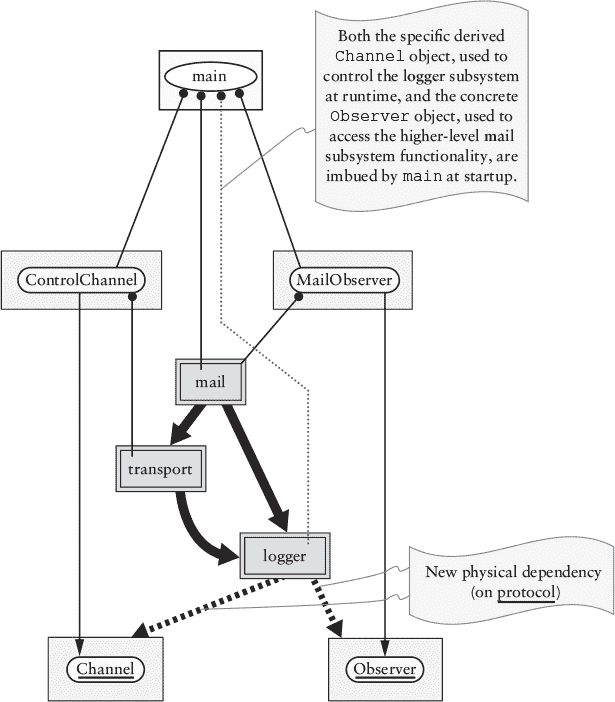 Both the specific derived
Channel object, used to
control the logger subsystem
at runtime, and the concrete
Observer object, used to
access the higher-level mail
subsystem functionality, are
imbued by main at startup.
main
ControlChannel
MailObserver
mail
transport
logger
New physical dependency
(on protocol)
Channel
Observer